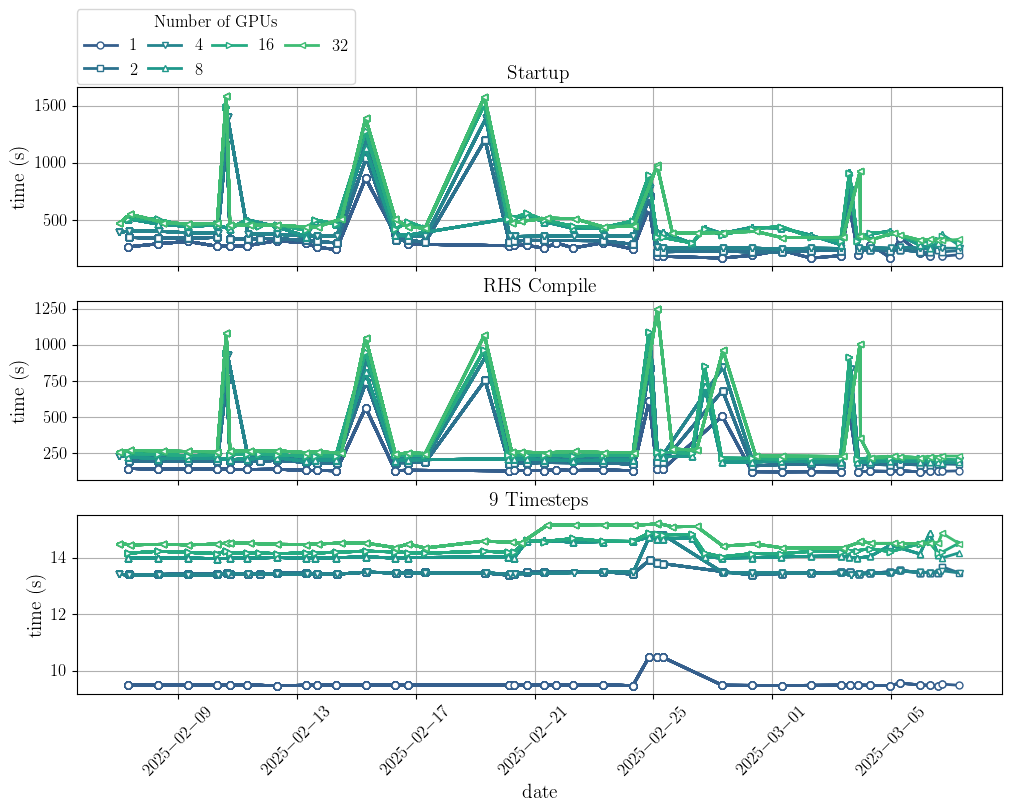 Number of GPUs
1 4 16 32
2 8
Startup
1500
1000
500
time (s)
RHS Compile
1250
1000
750
500
250
time (s)
9 Timesteps
14
12
10
time (s)
2025−02−09 2025−02−13 2025−02−17 2025−02−21 2025−02−25 2025−03−01 2025−03−05
date